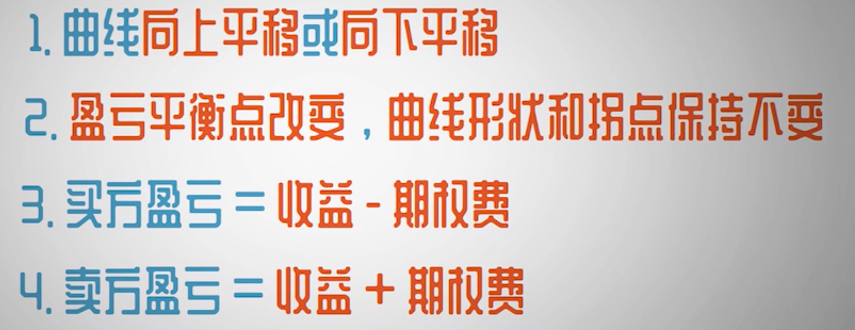 1. 曲线向上平移或向下平移
2. 盈亏平衡点改变，曲线形状和拐点保持不变
3. 买方盈亏 = 收益 - 期权费
4. 卖方盈亏 = 收益 + 期权费